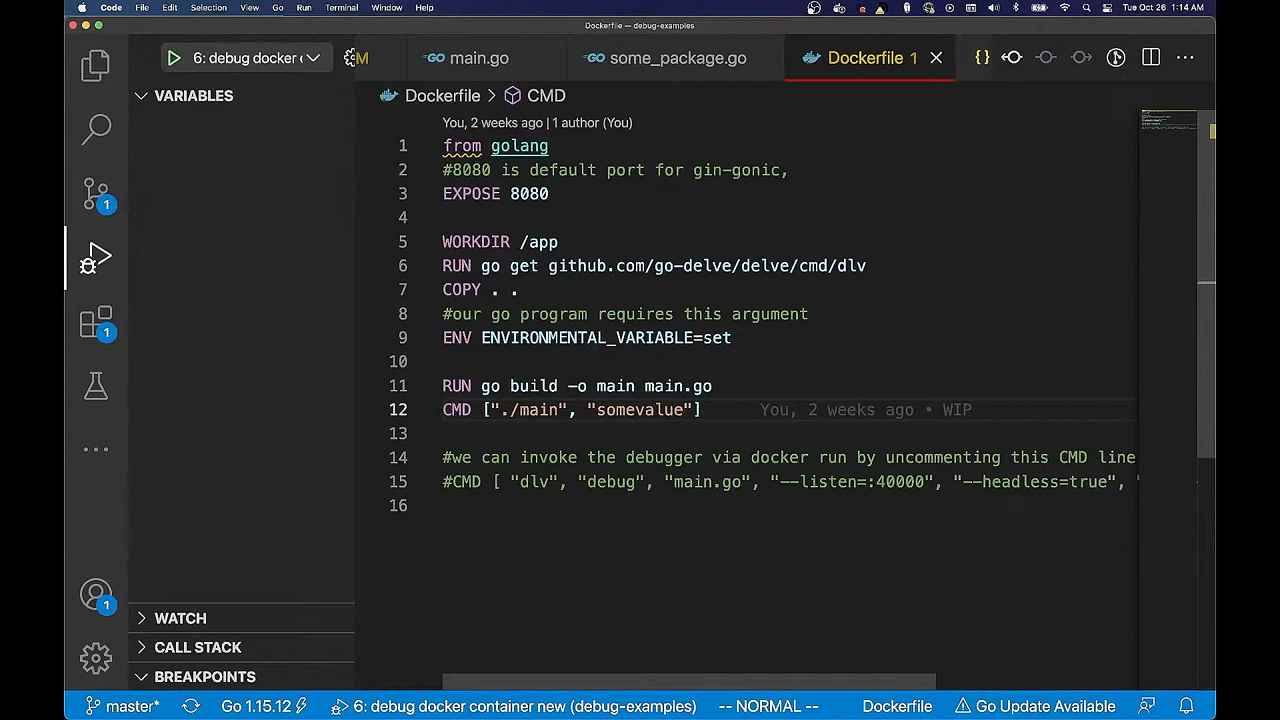 Code File Edit Selection View Go Run Terminal Window Help
Tue Oct 26 1:14 AM
Dockerfile — debug-examples
6: debug docker
M
main.go
some_package.go
Dockerfile 1
VARIABLES
Dockerfile > CMD
You, 2 weeks ago | 1 author (You)
1 from golang
2 #8080 is default port for gin-gonic,
3 EXPOSE 8080
4
5 WORKDIR /app
6 RUN go get github.com/go-delve/delve/cmd/dlv
7 COPY . .
8 #our go program requires this argument
9 ENV ENVIRONMENTAL_VARIABLE=set
10
11 RUN go build -o main main.go
12 CMD ["./main", "somevalue"] You, 2 weeks ago • WIP
13
14 #we can invoke the debugger via docker run by uncommenting this CMD line
15 #CMD [ "dlv", "debug", "main.go", "--listen=:40000", "--headless=true", "
16
1
1
1
WATCH
CALL STACK
BREAKPOINTS
master* Go 1.15.12 6: debug docker container new (debug-examples) -- NORMAL -- Dockerfile Go Update Available